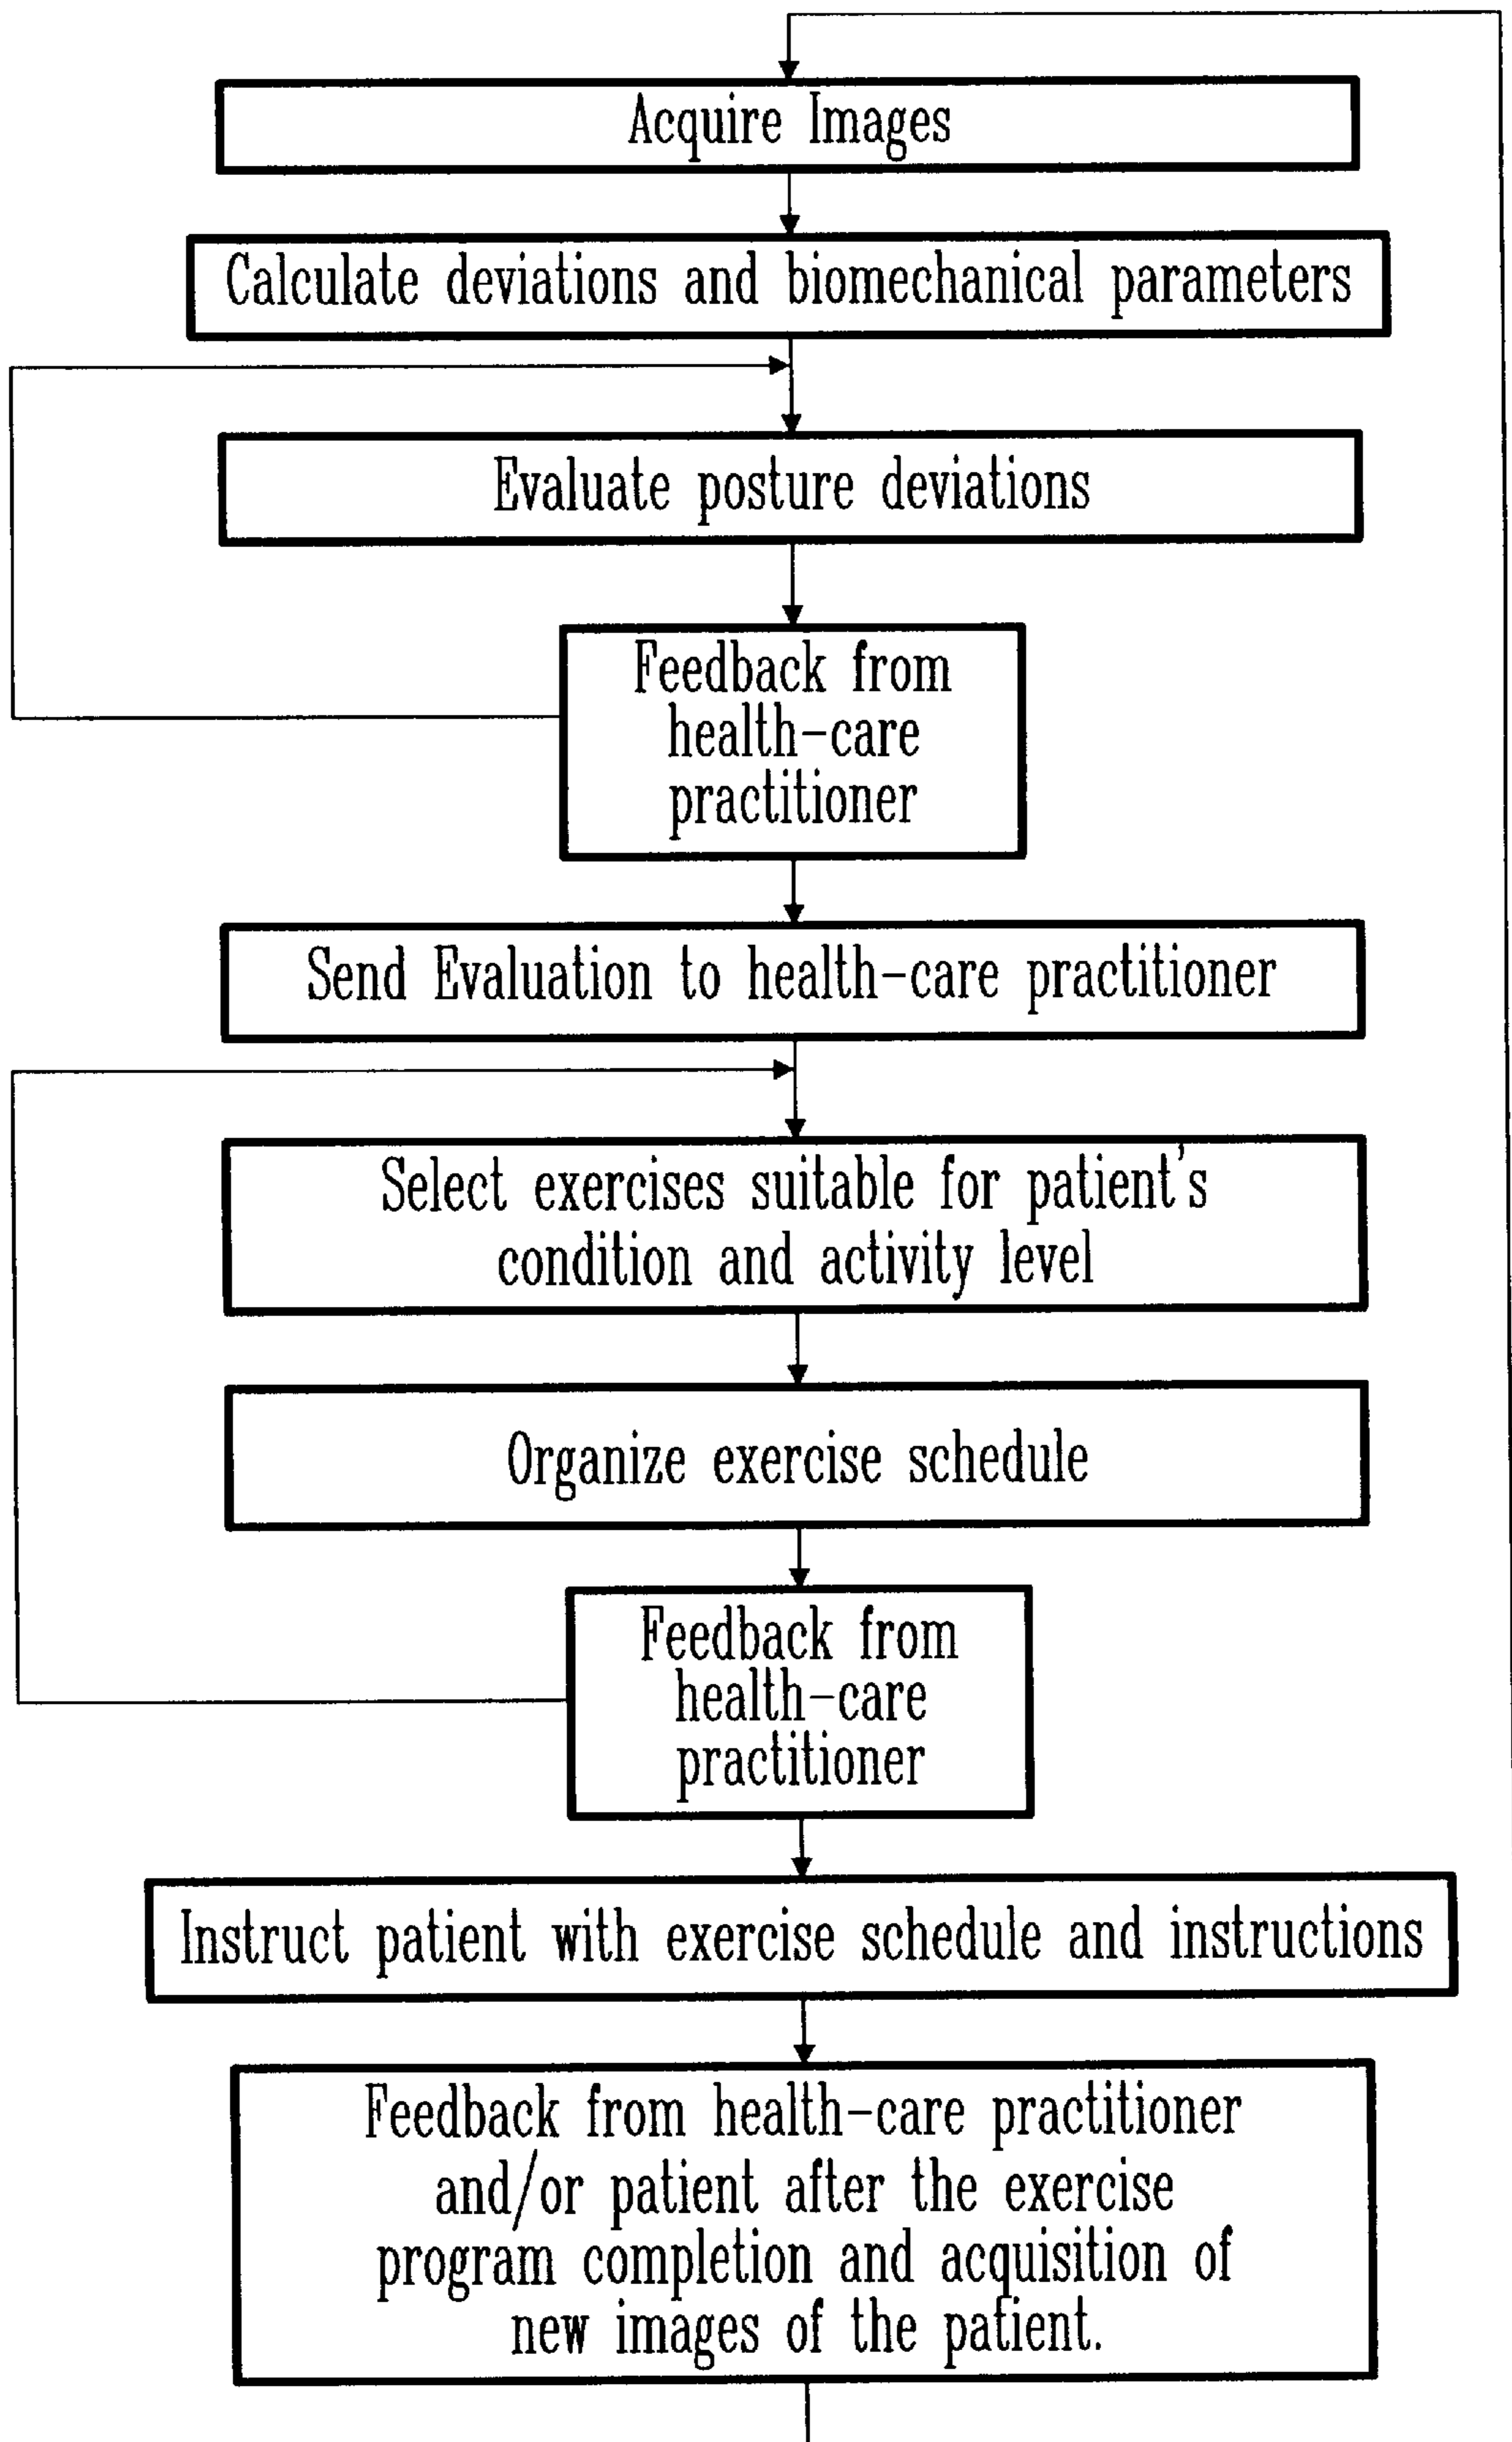 Acquire Images
Calculate deviations and biomechanical parameters
Evaluate posture deviations
Feedback from
health-care
practitioner
Send Evaluation to health-care practitioner
Select exercises suitable for patient's
condition and activity level
Organize exercise schedule
Feedback from
health-care
practitioner
Instruct patient with exercise schedule and instructions
Feedback from health-care practitioner
and/or patient after the exercise
program completion and acquisition of
new images of the patient.